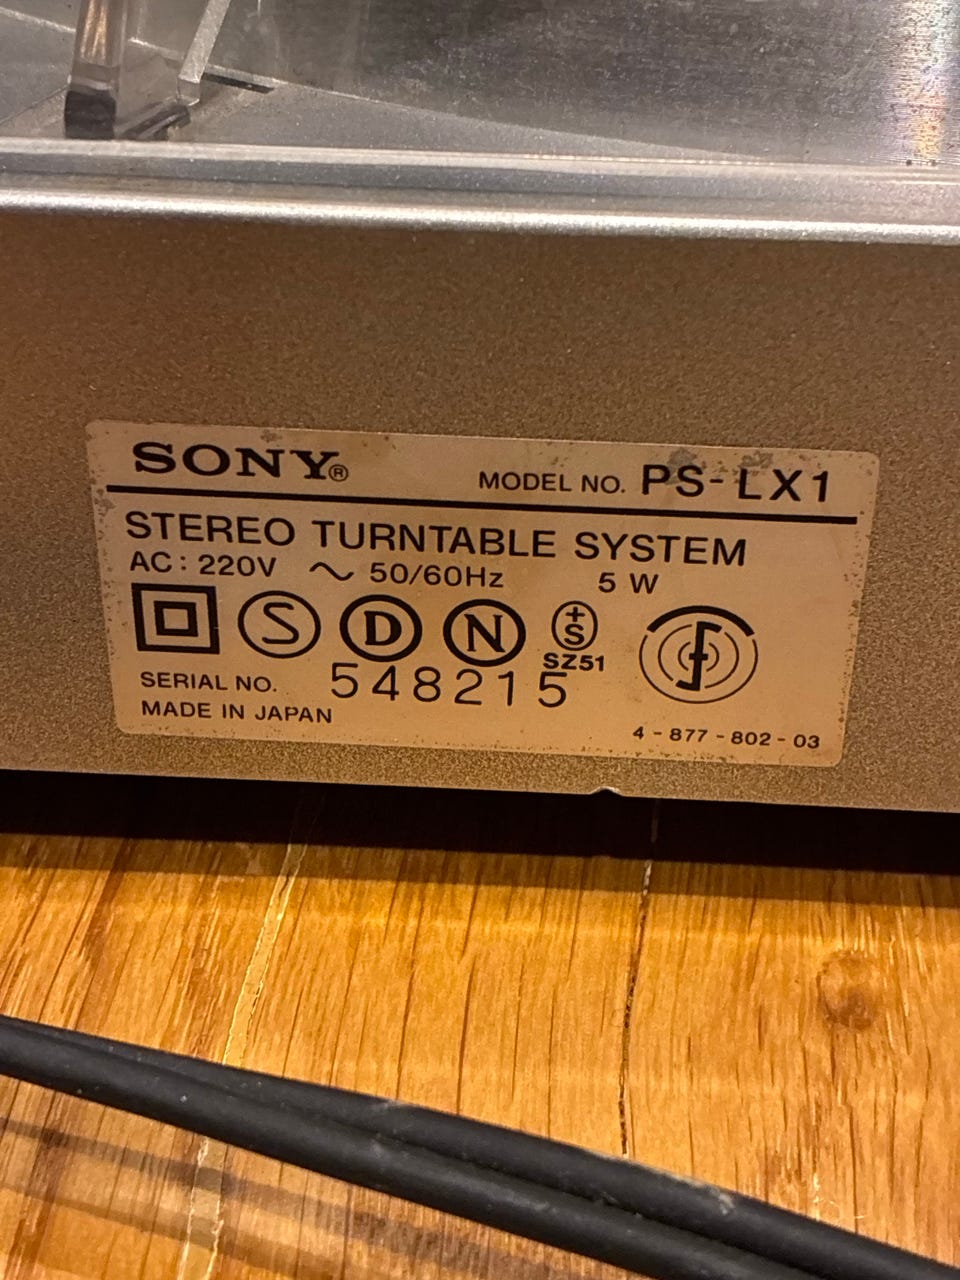 SONY®
MODEL NO. PS-LX1
STEREO TURNTABLE SYSTEM
AC : 220V ~ 50/60Hz 5 W
S D N +S
SZ51
SERIAL NO. 548215
MADE IN JAPAN
4-877-802-03